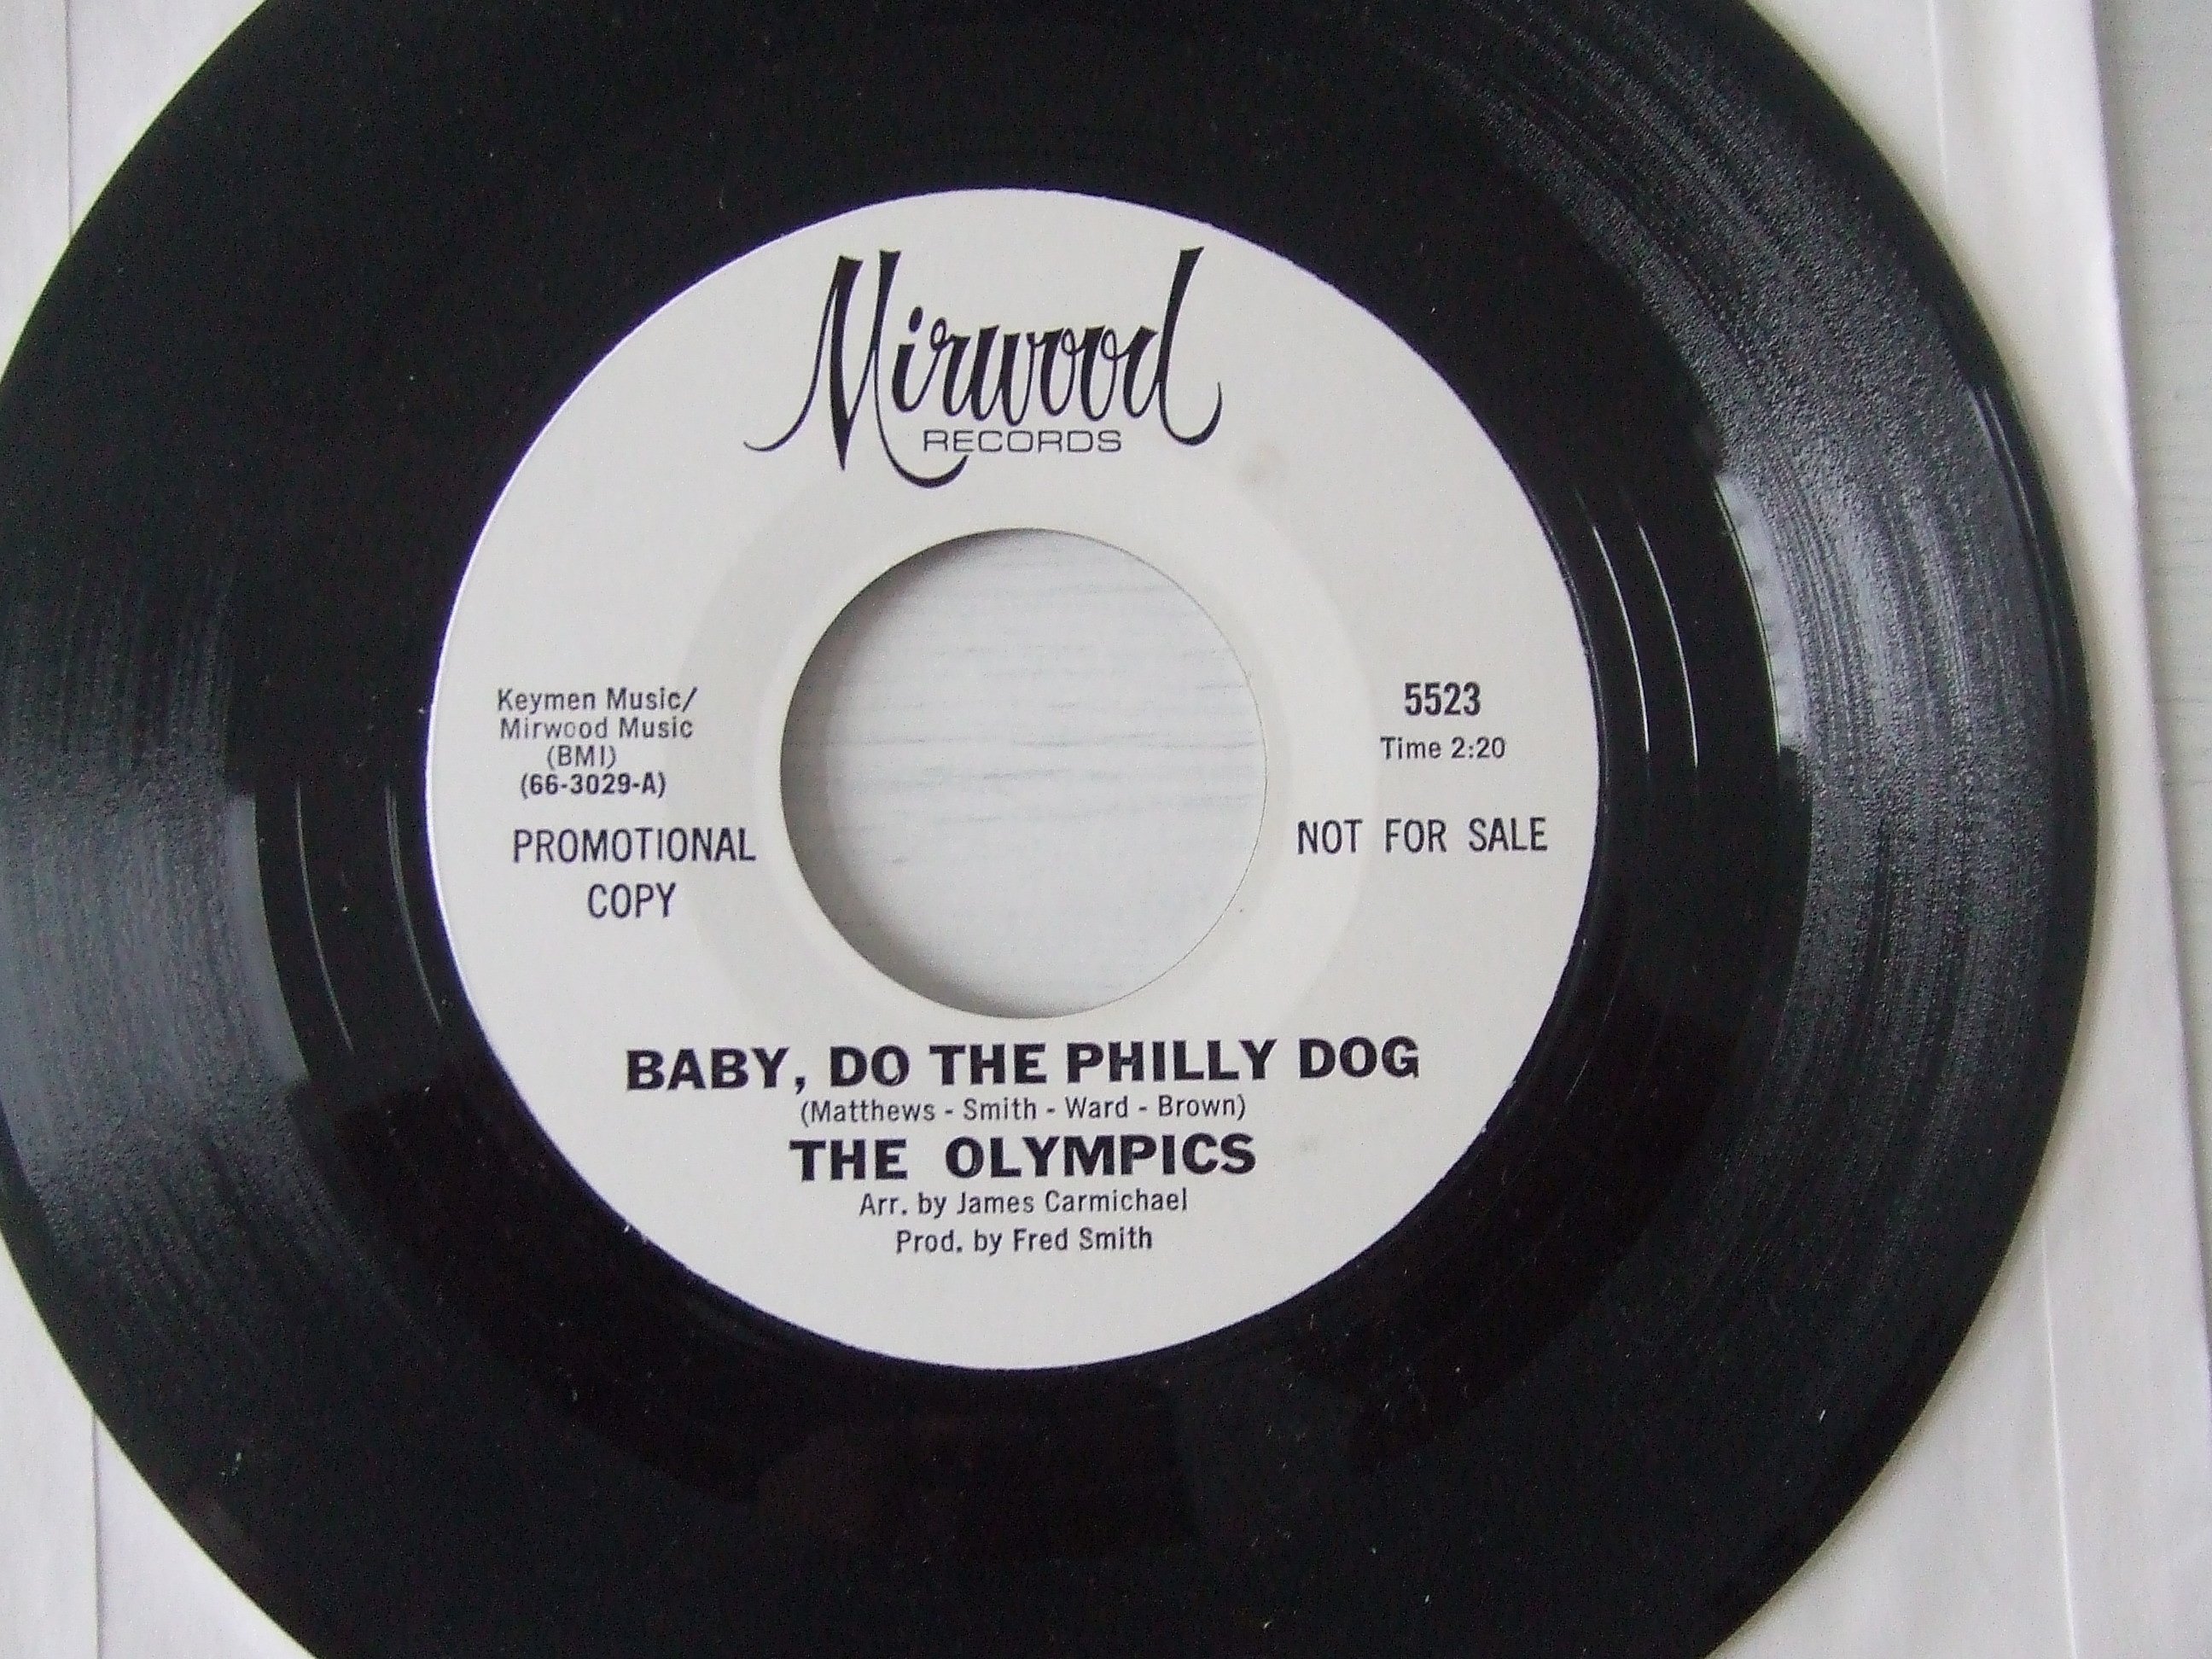 Mirwood
RECORDS
Keymen Music/
Mirwood Music
(BMI)
(66-3029-A)
PROMOTIONAL
COPY
5523
Time 2:20
NOT FOR SALE
BABY, DO THE PHILLY DOG
(Matthews - Smith - Ward - Brown)
THE OLYMPICS
Arr. by James Carmichael
Prod. by Fred Smith